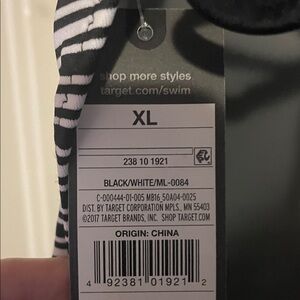 shop more styles
target.com/swim
XL
238 10 1921
BLACK/WHITE/ML-0084
C-000444-01-005 MB16_50A04-0025
DIST. BY TARGET CORPORATION MPLS., MN 55403
©2017 TARGET BRANDS, INC. SHOP TARGET.COM
ORIGIN: CHINA
4 92381 01921 2